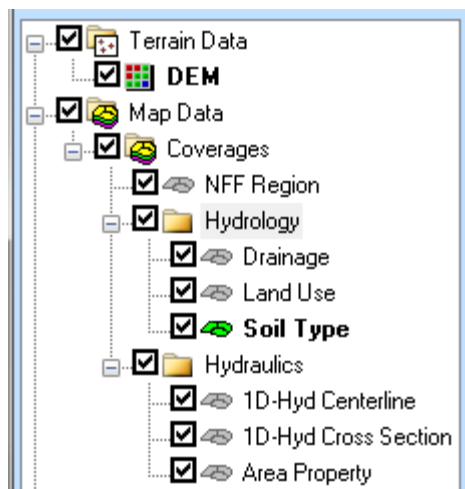 Terrain Data
DEM
Map Data
Coverages
NFF Region
Hydrology
Drainage
Land Use
Soil Type
Hydraulics
1D-Hyd Centerline
1D-Hyd Cross Section
Area Property